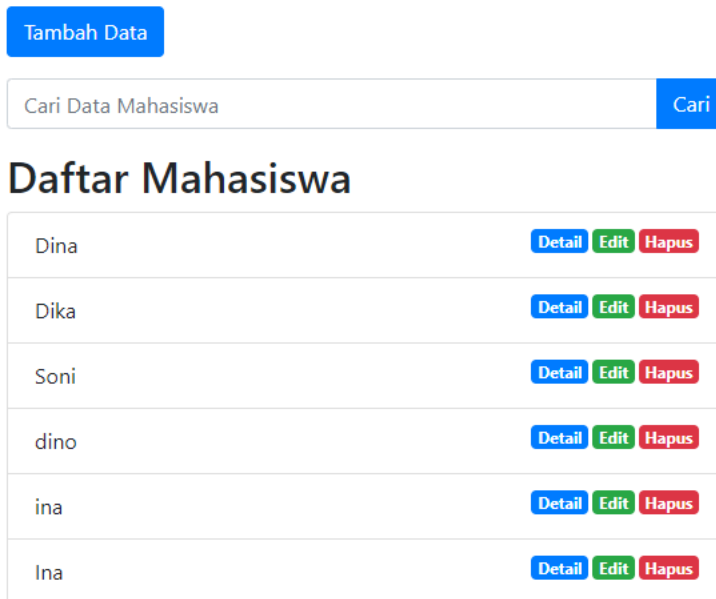 Tambah Data
Cari Data Mahasiswa Cari
Daftar Mahasiswa
Dina Detail Edit Hapus
Dika Detail Edit Hapus
Soni Detail Edit Hapus
dino Detail Edit Hapus
ina Detail Edit Hapus
Ina Detail Edit Hapus